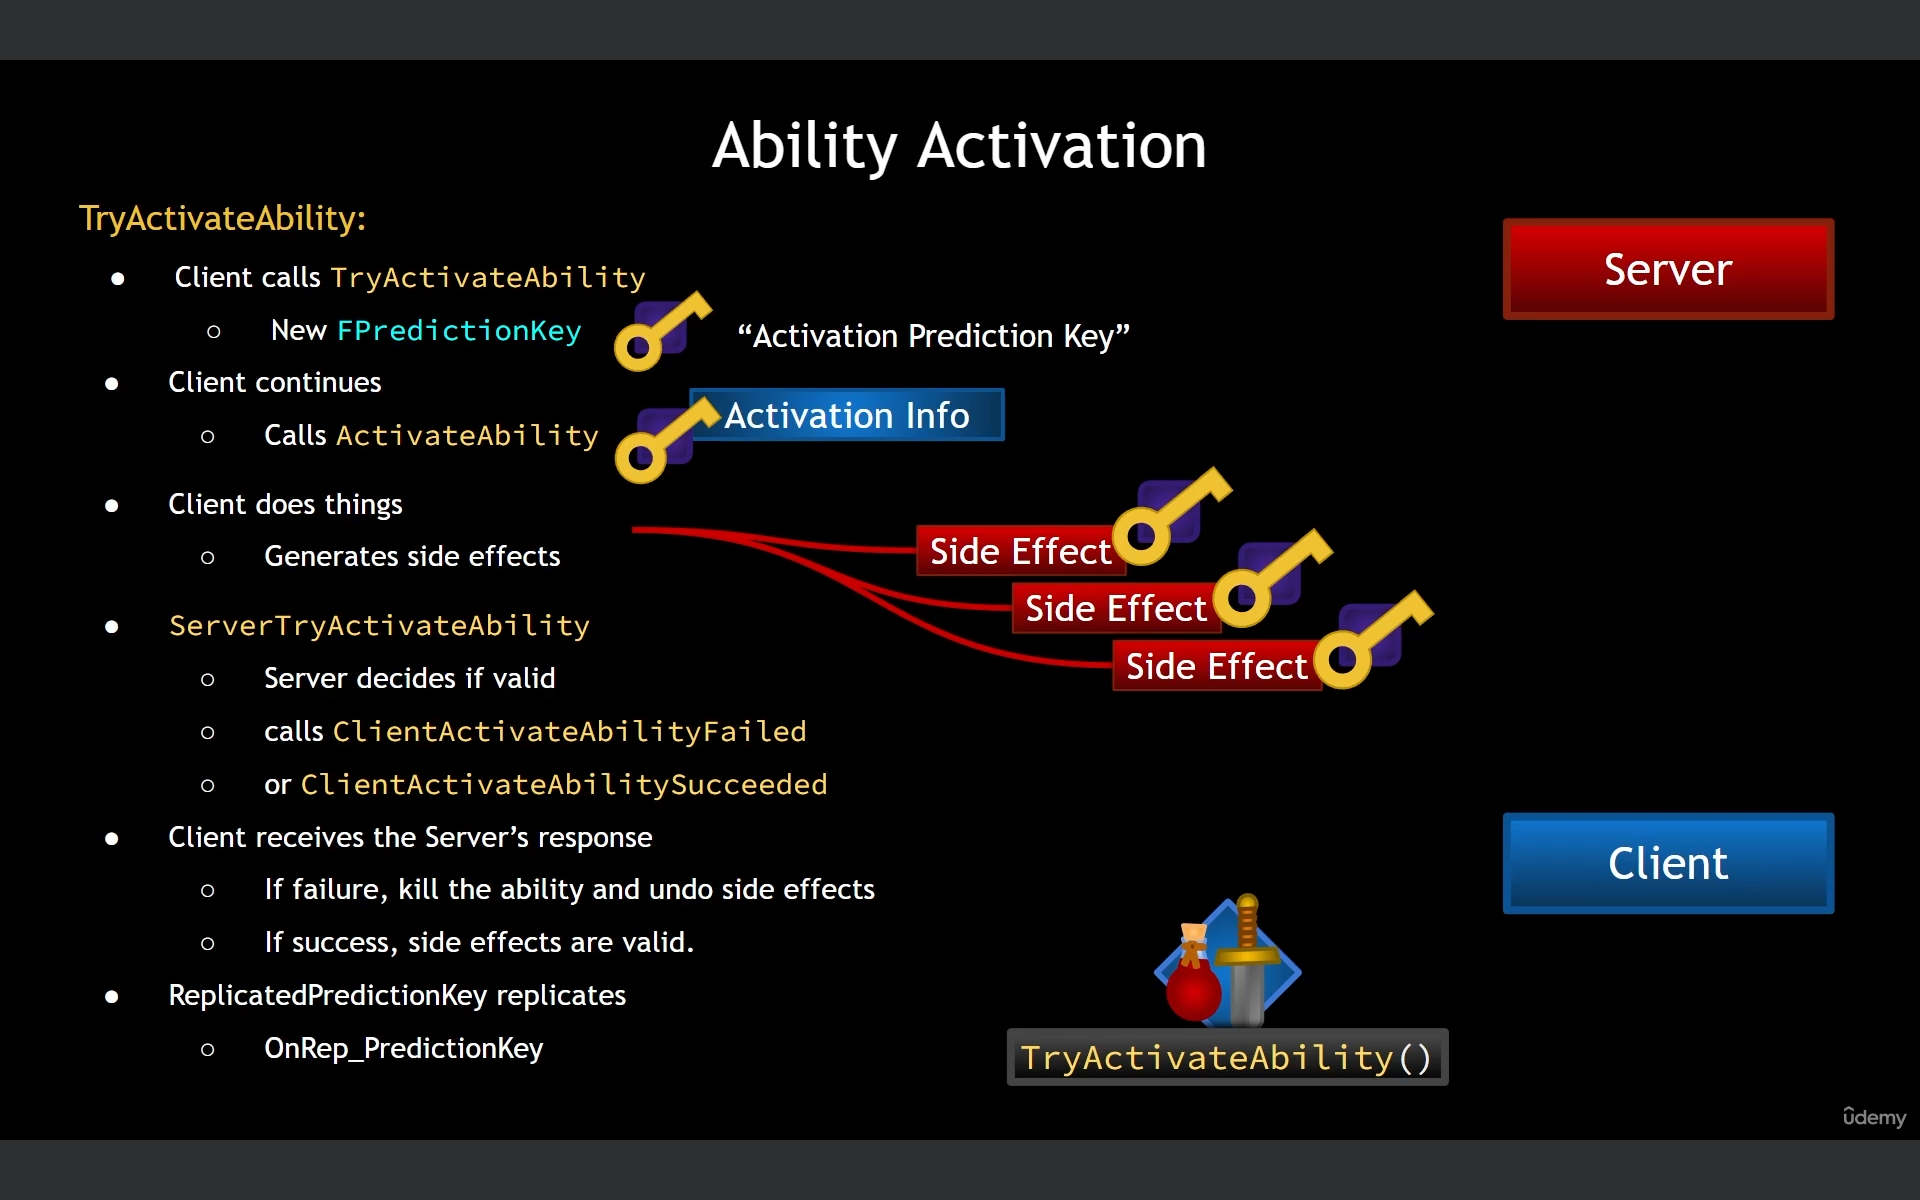 Ability Activation
TryActivateAbility:
Server
● Client calls TryActivateAbility
○ New FPredictionKey
“Activation Prediction Key”
● Client continues
○ Calls ActivateAbility
Activation Info
● Client does things
○ Generates side effects
Side Effect
Side Effect
Side Effect
● ServerTryActivateAbility
○ Server decides if valid
○ calls ClientActivateAbilityFailed
○ or ClientActivateAbilitySucceeded
● Client receives the Server’s response
○ If failure, kill the ability and undo side effects
○ If success, side effects are valid.
● ReplicatedPredictionKey replicates
○ OnRep_PredictionKey
Client
TryActivateAbility()
ûdemy